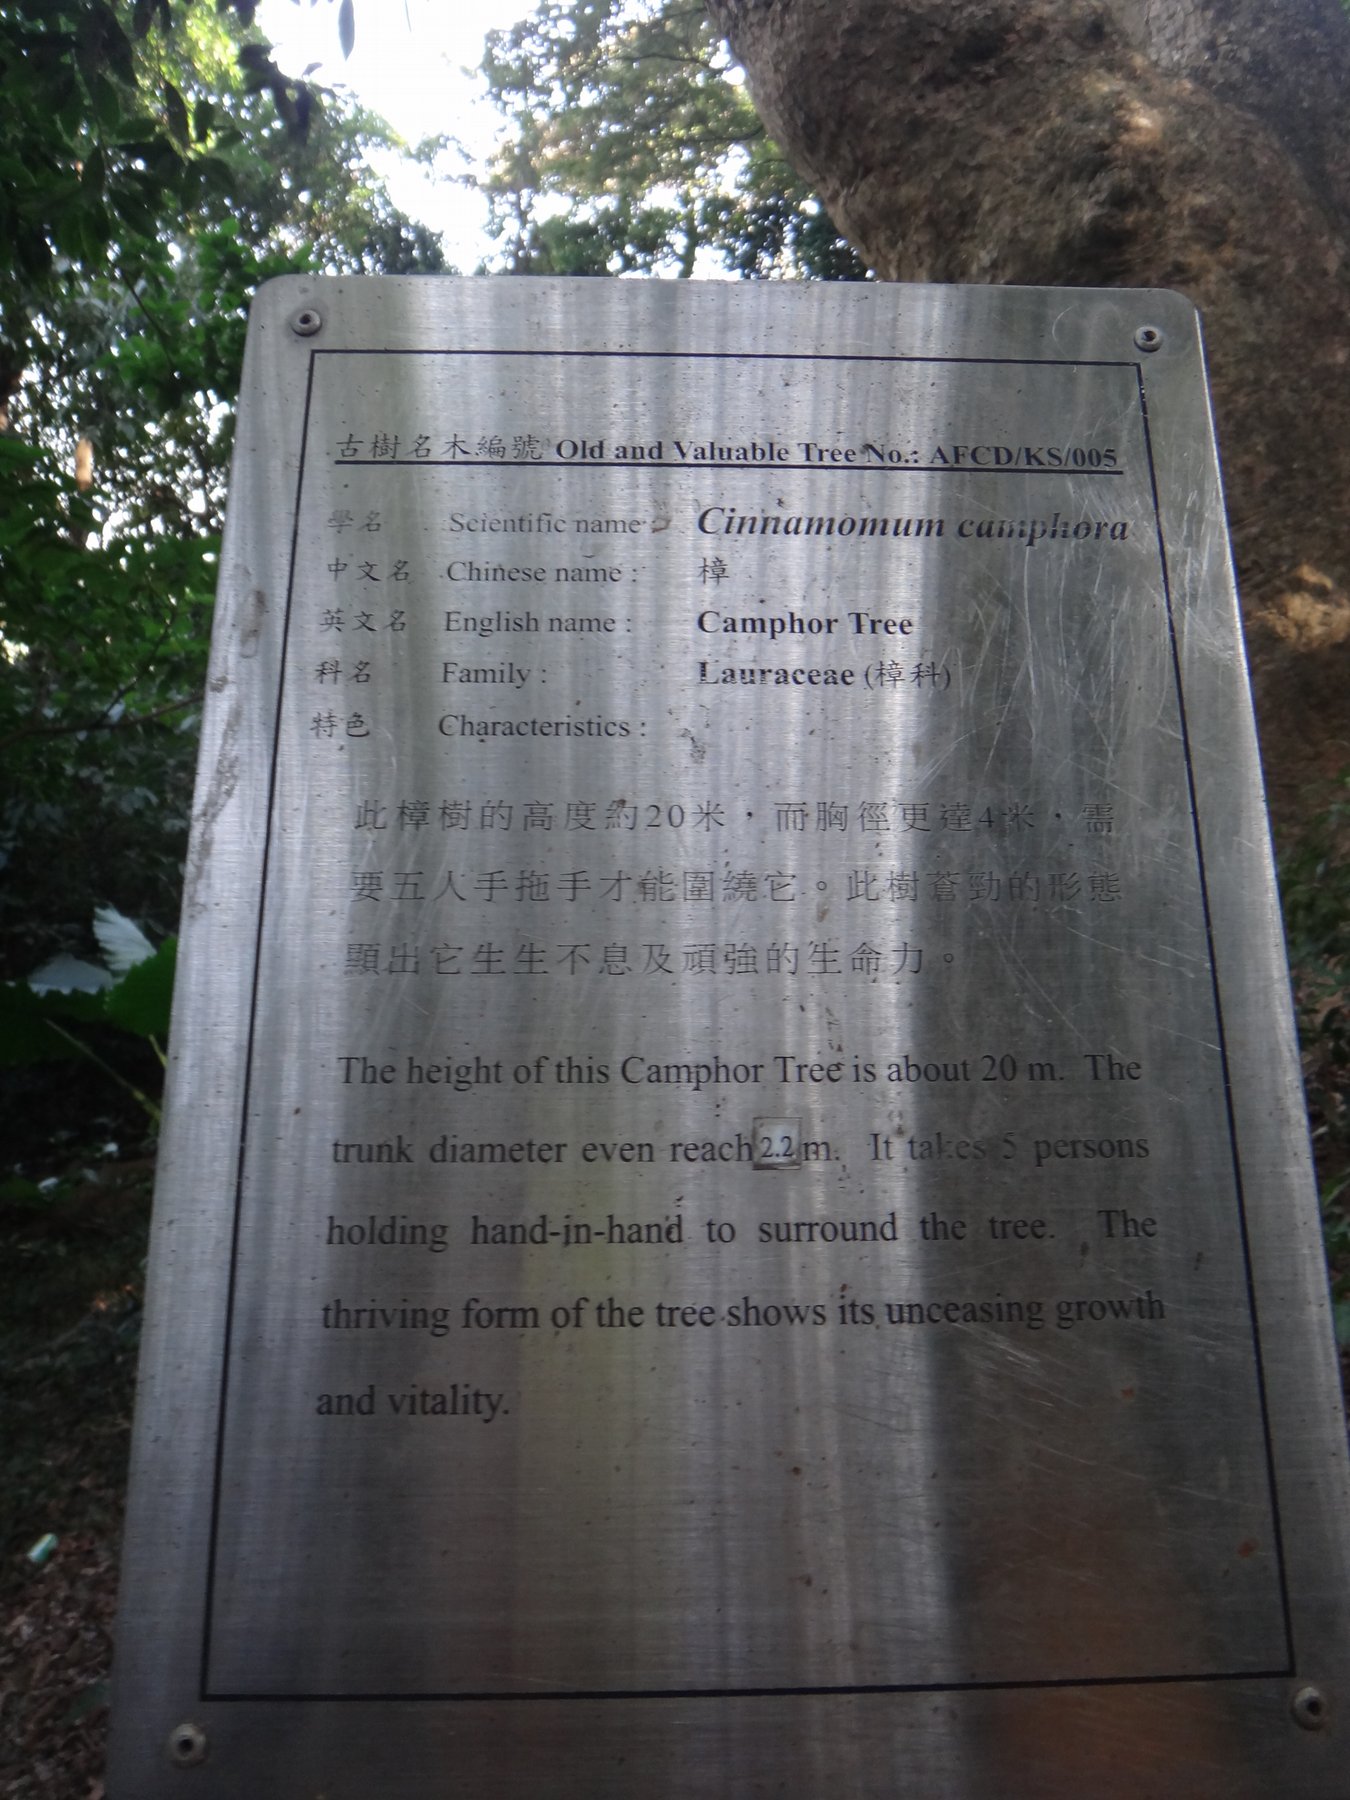 古樹名木編號 Old and Valuable Tree No.: AFCD/KS/005
學名 Scientific name : Cinnamomum camphora
中文名 Chinese name : 樟
英文名 English name : Camphor Tree
科名 Family : Lauraceae (樟科)
特色 Characteristics :
此樟樹的高度約20米，而胸徑更達4米，需
要五人手拖手才能圍繞它。此樹蒼勁的形態
顯出它生生不息及頑強的生命力。
The height of this Camphor Tree is about 20 m. The
trunk diameter even reach 2.2 m. It takes 5 persons
holding hand-in-hand to surround the tree. The
thriving form of the tree shows its unceasing growth
and vitality.